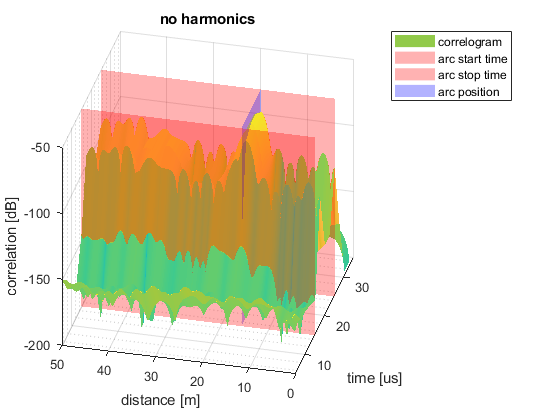 no harmonics
correlogram
arc start time
arc stop time
arc position
-50
-100
-150
-200
correlation [dB]
50
40
30
20
10
0
distance [m]
10
20
30
time [us]